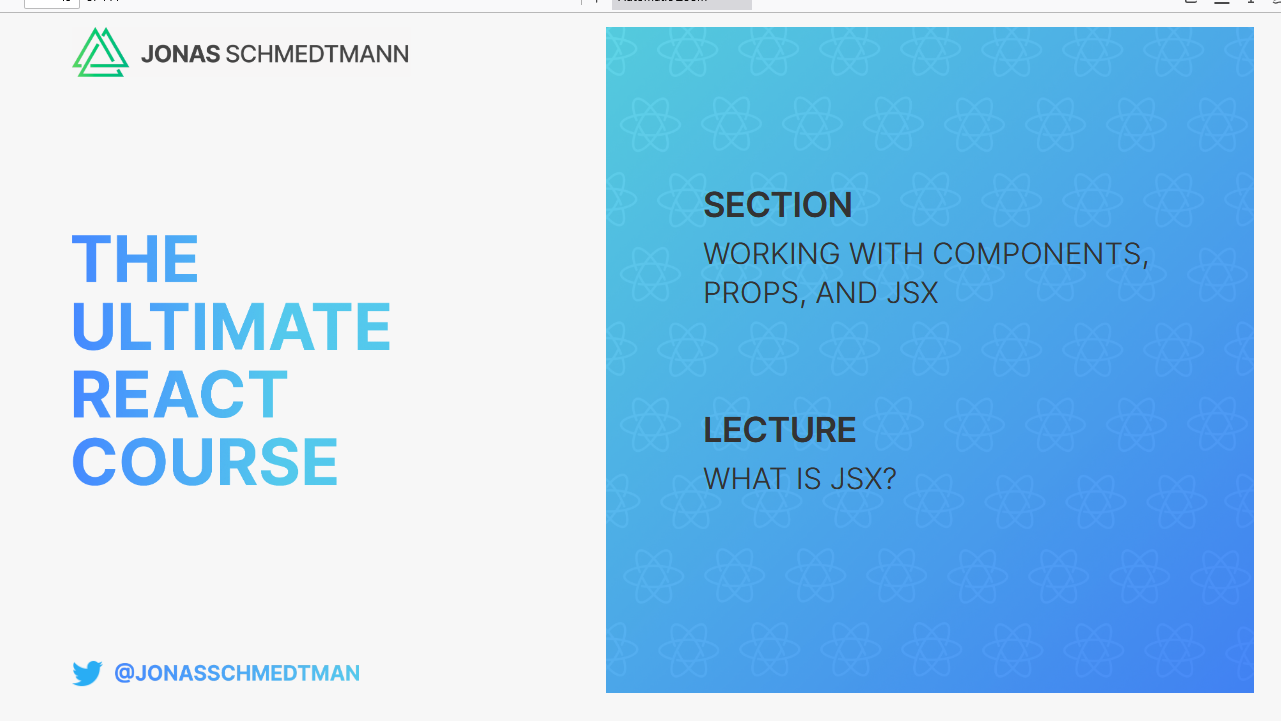 JONAS SCHMEDTMANN
THE
ULTIMATE
REACT
COURSE
@JONASSCHMEDTMAN
SECTION
WORKING WITH COMPONENTS,
PROPS, AND JSX
LECTURE
WHAT IS JSX?